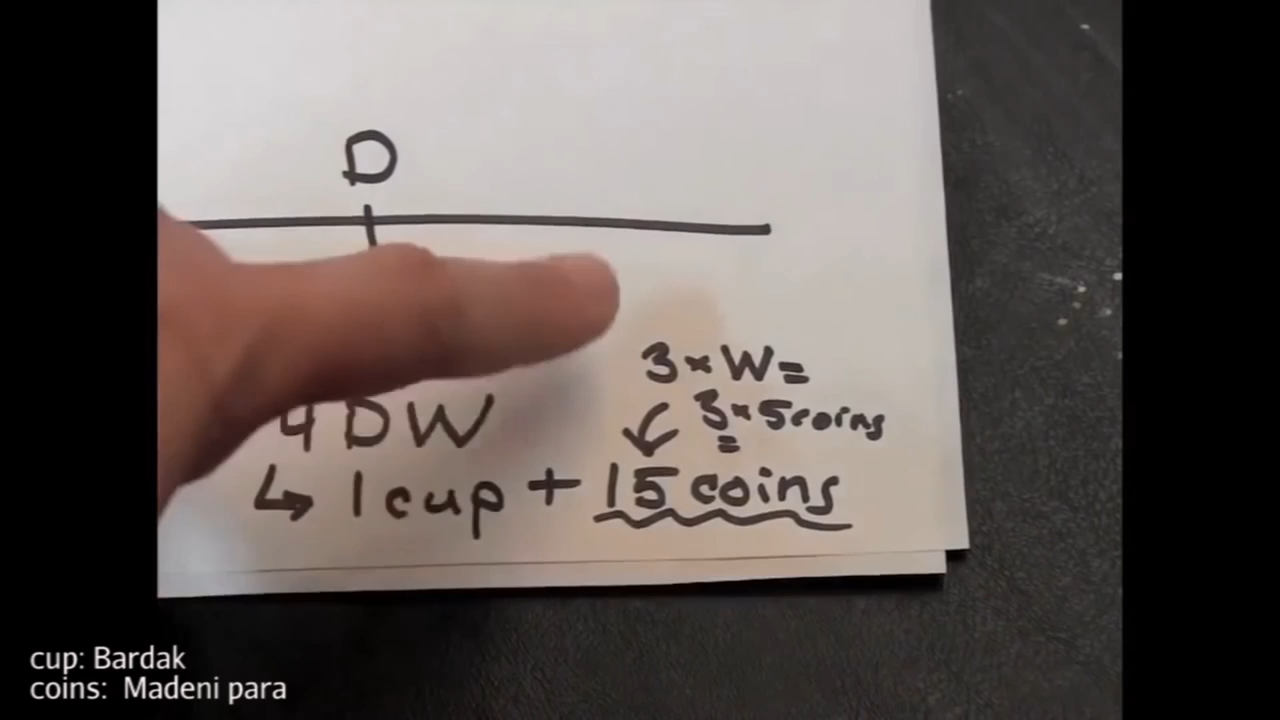 D
3×W=
3×5coins
=
4DW
↳ 1cup + 15 coins
cup: Bardak
coins: Madeni para